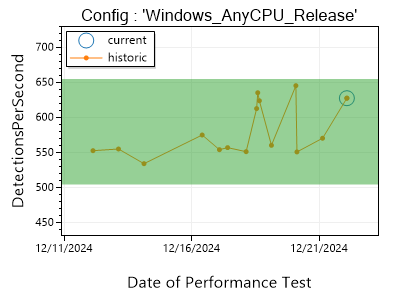 Config : 'Windows_AnyCPU_Release'
current
historic
700
650
600
550
500
450
DetectionsPerSecond
12/11/2024 12/16/2024 12/21/2024
Date of Performance Test